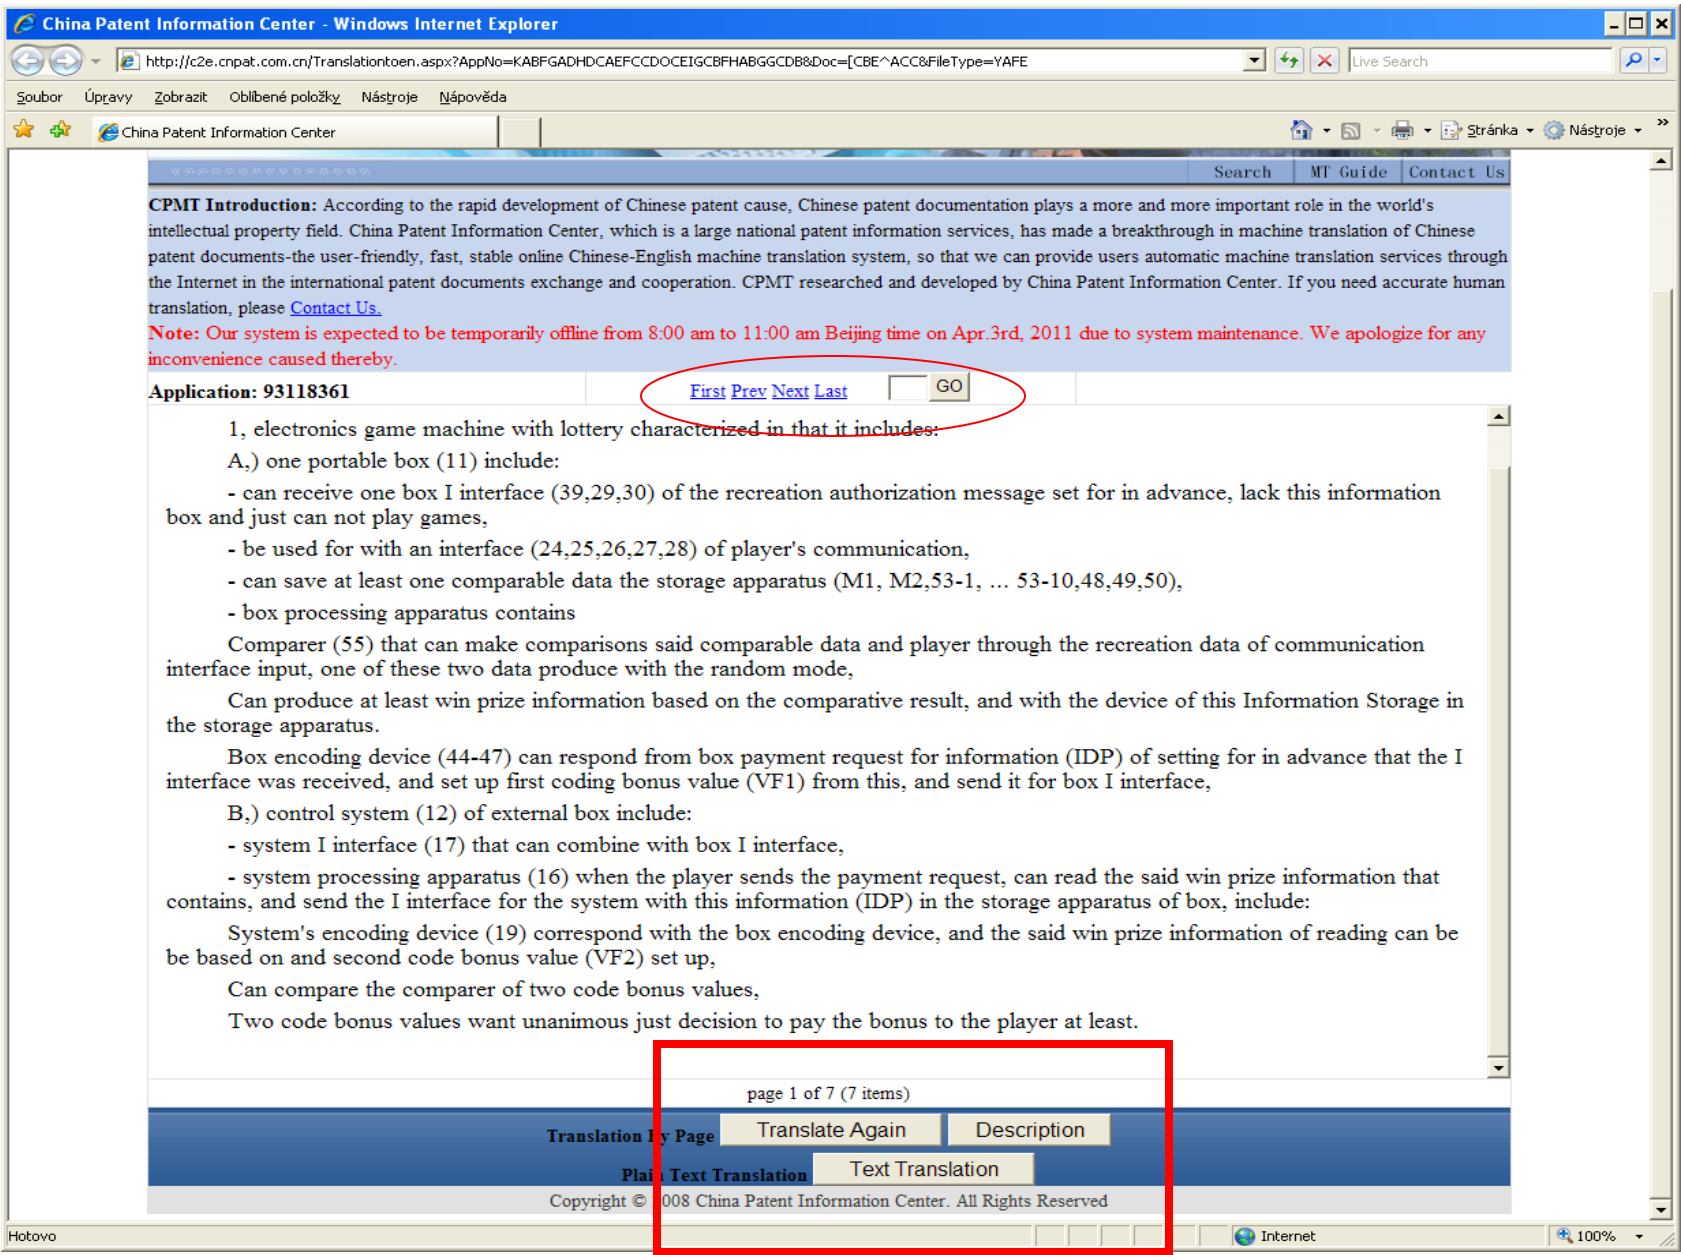 China Patent Information Center - Windows Internet Explorer
http://c2e.cnpat.com.cn/Translationtoen.aspx?AppNo=KABFGADHDCAEFCCDOCEIGCBFHABGGCDB&Doc=[CBE^ACC&FileType=YAFE
Live Search
Soubor Úpravy Zobrazit Oblíbené položky Nástroje Nápověda
China Patent Information Center
Stránka Nástroje »
Search MT Guide Contact Us
CPMT Introduction: According to the rapid development of Chinese patent cause, Chinese patent documentation plays a more and more important role in the world's
intellectual property field. China Patent Information Center, which is a large national patent information services, has made a breakthrough in machine translation of Chinese
patent documents-the user-friendly, fast, stable online Chinese-English machine translation system, so that we can provide users automatic machine translation services through
the Internet in the international patent documents exchange and cooperation. CPMT researched and developed by China Patent Information Center. If you need accurate human
translation, please Contact Us.
Note: Our system is expected to be temporarily offline from 8:00 am to 11:00 am Beijing time on Apr.3rd, 2011 due to system maintenance. We apologize for any
inconvenience caused thereby.
Application: 93118361 First Prev Next Last GO
1, electronics game machine with lottery characterized in that it includes:
A,) one portable box (11) include:
- can receive one box I interface (39,29,30) of the recreation authorization message set for in advance, lack this information
box and just can not play games,
- be used for with an interface (24,25,26,27,28) of player's communication,
- can save at least one comparable data the storage apparatus (M1, M2,53-1, ... 53-10,48,49,50),
- box processing apparatus contains
Comparer (55) that can make comparisons said comparable data and player through the recreation data of communication
interface input, one of these two data produce with the random mode,
Can produce at least win prize information based on the comparative result, and with the device of this Information Storage in
the storage apparatus.
Box encoding device (44-47) can respond from box payment request for information (IDP) of setting for in advance that the I
interface was received, and set up first coding bonus value (VF1) from this, and send it for box I interface,
B,) control system (12) of external box include:
- system I interface (17) that can combine with box I interface,
- system processing apparatus (16) when the player sends the payment request, can read the said win prize information that
contains, and send the I interface for the system with this information (IDP) in the storage apparatus of box, include:
System's encoding device (19) correspond with the box encoding device, and the said win prize information of reading can be
be based on and second code bonus value (VF2) set up,
Can compare the comparer of two code bonus values,
Two code bonus values want unanimous just decision to pay the bonus to the player at least.
page 1 of 7 (7 items)
Translation By Page Translate Again Description
Plain Text Translation Text Translation
Copyright © 2008 China Patent Information Center. All Rights Reserved
Hotovo Internet 100%